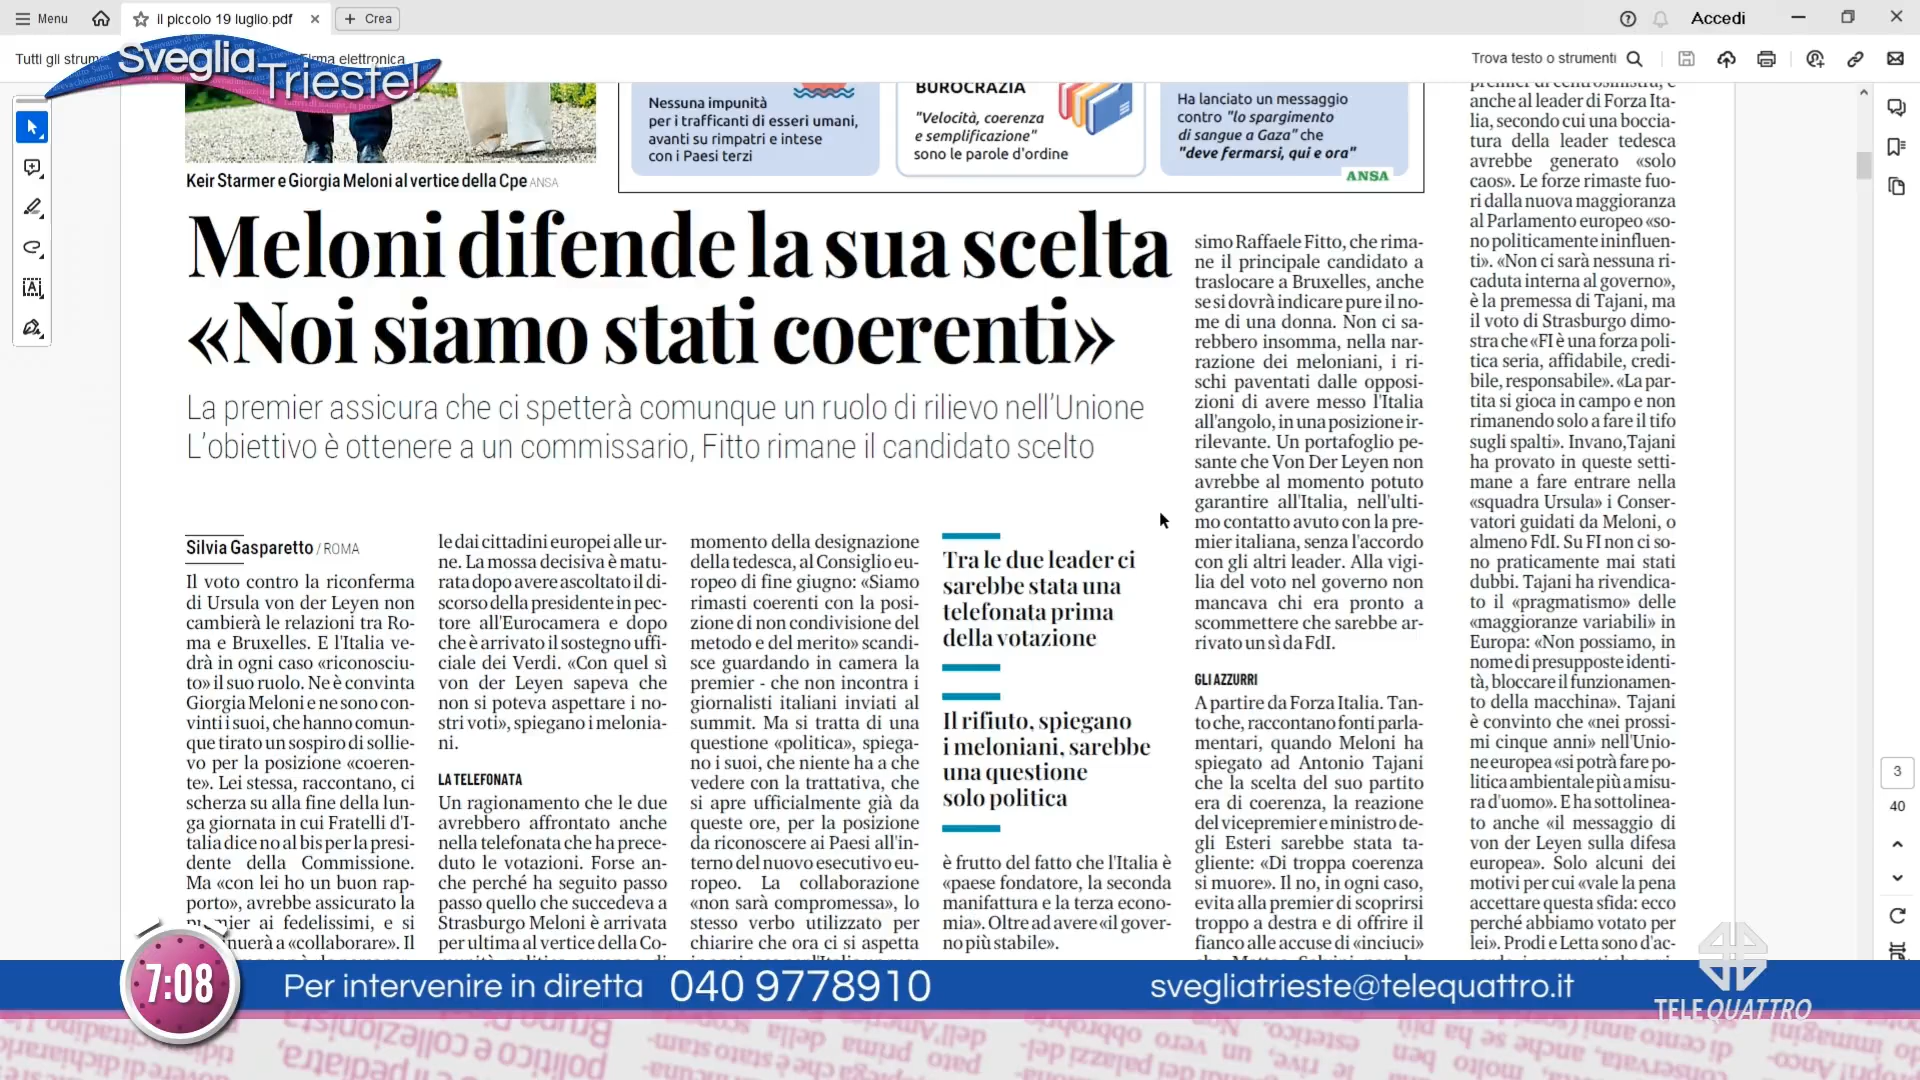 Menu
il piccolo 19 luglio.pdf
Crea
Accedi
Tutti gli strum
Firma elettronica
Trova testo o strumenti
Sveglia
Trieste!
Nessuna impunità
per i trafficanti di esseri umani,
avanti su rimpatri e intese
con i Paesi terzi
BUROCRAZIA
"Velocità, coerenza
e semplificazione"
sono le parole d'ordine
Ha lanciato un messaggio
contro "lo spargimento
di sangue a Gaza" che
"deve fermarsi, qui e ora"
ANSA
Keir Starmer e Giorgia Meloni al vertice della Cpe ANSA
Meloni difende la sua scelta
«Noi siamo stati coerenti»
La premier assicura che ci spetterà comunque un ruolo di rilievo nell'Unione
L'obiettivo è ottenere a un commissario, Fitto rimane il candidato scelto
Silvia Gasparetto / ROMA
Il voto contro la riconferma
di Ursula von der Leyen non
cambierà le relazioni tra Ro-
ma e Bruxelles. E l'Italia ve-
drà in ogni caso «riconosciu-
to» il suo ruolo. Ne è convinta
Giorgia Meloni e ne sono con-
vinti i suoi, che hanno comun-
que tirato un sospiro di sollie-
vo per la posizione «coeren-
te». Lei stessa, raccontano, ci
scherza su alla fine della lun-
ga giornata in cui Fratelli d'I-
talia dice no al bis per la presi-
dente della Commissione.
Ma «con lei ho un buon rap-
porto», avrebbe assicurato la
mier ai fedelissimi, e si
nuerà a «collaborare». Il
le dai cittadini europei alle ur-
ne. La mossa decisiva è matu-
rata dopo avere ascoltato il di-
scorso della presidente in pec-
tore all'Eurocamera e dopo
che è arrivato il sostegno uffi-
ciale dei Verdi. «Con quel sì
von der Leyen sapeva che
non si poteva aspettare i no-
stri voti», spiegano i melonia-
ni.
LA TELEFONATA
Un ragionamento che le due
avrebbero affrontato anche
nella telefonata che ha prece-
duto le votazioni. Forse an-
che perché ha seguito passo
passo quello che succedeva a
Strasburgo Meloni è arrivata
per ultima al vertice della Co-
momento della designazione
della tedesca, al Consiglio eu-
ropeo di fine giugno: «Siamo
rimasti coerenti con la posi-
zione di non condivisione del
metodo e del merito» scandi-
sce guardando in camera la
premier - che non incontra i
giornalisti italiani inviati al
summit. Ma si tratta di una
questione «politica», spiega-
no i suoi, che niente ha a che
vedere con la trattativa, che
si apre ufficialmente già da
queste ore, per la posizione
da riconoscere ai Paesi all'in-
terno del nuovo esecutivo eu-
ropeo. La collaborazione
«non sarà compromessa», lo
stesso verbo utilizzato per
chiarire che ora ci si aspetta
Tra le due leader ci
sarebbe stata una
telefonata prima
della votazione
Il rifiuto, spiegano
i meloniani, sarebbe
una questione
solo politica
è frutto del fatto che l'Italia è
«paese fondatore, la seconda
manifattura e la terza econo-
mia». Oltre ad avere «il gover-
no più stabile».
simo Raffaele Fitto, che rima-
ne il principale candidato a
traslocare a Bruxelles, anche
se si dovrà indicare pure il no-
me di una donna. Non ci sa-
rebbero insomma, nella nar-
razione dei meloniani, i ri-
schi paventati dalle opposi-
zioni di avere messo l'Italia
all'angolo, in una posizione ir-
rilevante. Un portafoglio pe-
sante che Von Der Leyen non
avrebbe al momento potuto
garantire all'Italia, nell'ulti-
mo contatto avuto con la pre-
mier italiana, senza l'accordo
con gli altri leader. Alla vigi-
lia del voto nel governo non
mancava chi era pronto a
scommettere che sarebbe ar-
rivato un sì da FdI.
GLI AZZURRI
A partire da Forza Italia. Tan-
to che, raccontano fonti parla-
mentari, quando Meloni ha
spiegato ad Antonio Tajani
che la scelta del suo partito
era di coerenza, la reazione
del vicepremier e ministro de-
gli Esteri sarebbe stata ta-
gliente: «Di troppa coerenza
si muore». Il no, in ogni caso,
evita alla premier di scoprirsi
troppo a destra e di offrire il
fianco alle accuse di «inciuci»
premier di centrosinistra, e
anche al leader di Forza Ita-
lia, secondo cui una boccia-
tura della leader tedesca
avrebbe generato «solo
caos». Le forze rimaste fuo-
ri dalla nuova maggioranza
al Parlamento europeo «so-
no politicamente ininfluen-
ti». «Non ci sarà nessuna ri-
caduta interna al governo»,
è la premessa di Tajani, ma
il voto di Strasburgo dimo-
stra che «FI è una forza poli-
tica seria, affidabile, credi-
bile, responsabile». «La par-
tita si gioca in campo e non
rimanendo solo a fare il tifo
sugli spalti». Invano, Tajani
ha provato in queste setti-
mane a fare entrare nella
«squadra Ursula» i Conser-
vatori guidati da Meloni, o
almeno FdI. Su FI non ci so-
no praticamente mai stati
dubbi. Tajani ha rivendica-
to il «pragmatismo» delle
«maggioranze variabili» in
Europa: «Non possiamo, in
nome di presupposte identi-
tà, bloccare il funzionamen-
to della macchina». Tajani
è convinto che «nei prossi-
mi cinque anni» nell'Unio-
ne europea «si potrà fare po-
litica ambientale più a misu-
ra d'uomo». E ha sottolinea-
to anche «il messaggio di
von der Leyen sulla difesa
europea». Solo alcuni dei
motivi per cui «vale la pena
accettare questa sfida: ecco
perché abbiamo votato per
lei». Prodi e Letta sono d'ac-
3
40
7:08
Per intervenire in diretta 040 9778910
svegliatrieste@telequattro.it
TELEQUATTRO